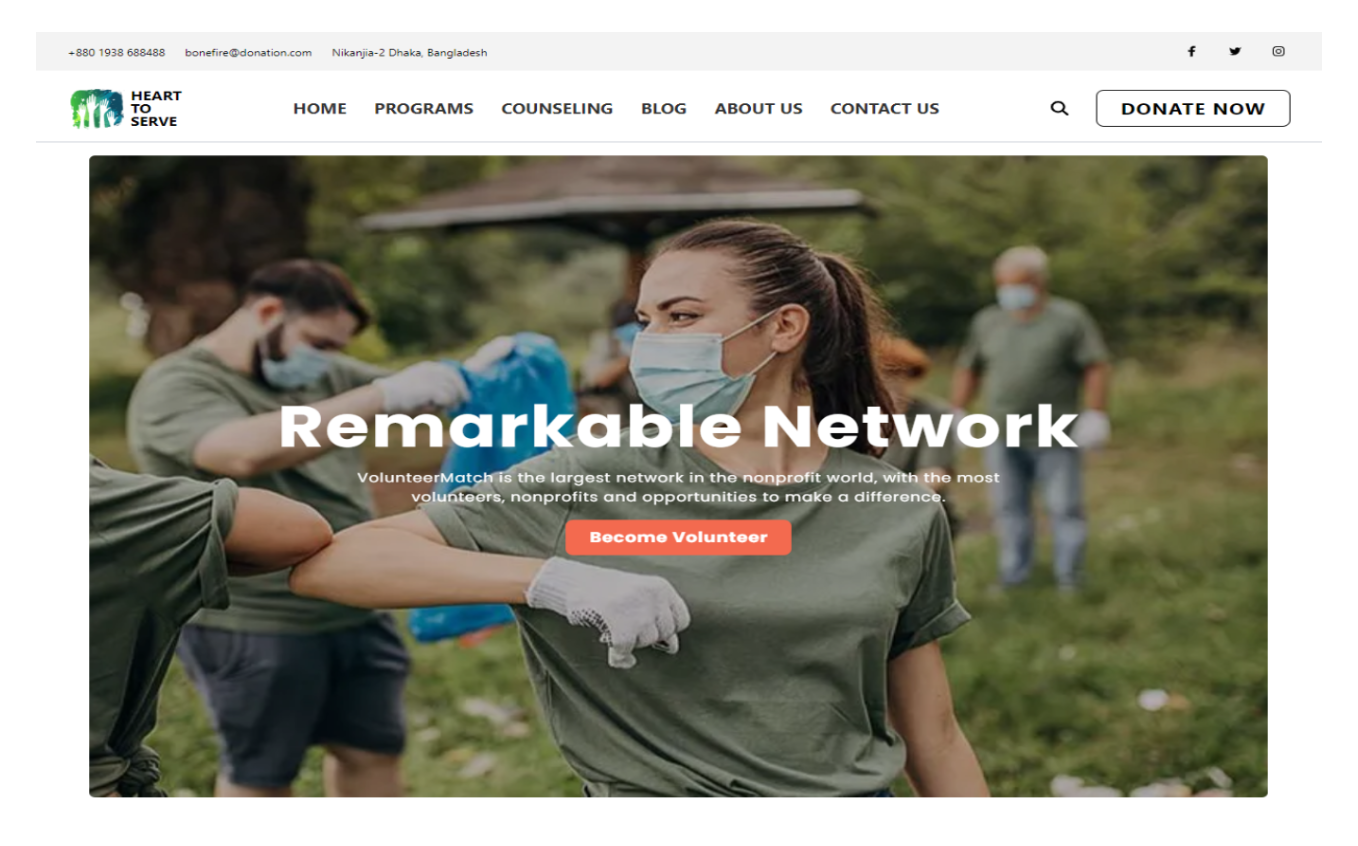 +880 1938 688488 bonefire@donation.com Nikanjia-2 Dhaka, Bangladesh
HEART
TO
SERVE
HOME PROGRAMS COUNSELING BLOG ABOUT US CONTACT US DONATE NOW
Remarkable Network
VolunteerMatch is the largest network in the nonprofit world, with the most
volunteers, nonprofits and opportunities to make a difference.
Become Volunteer